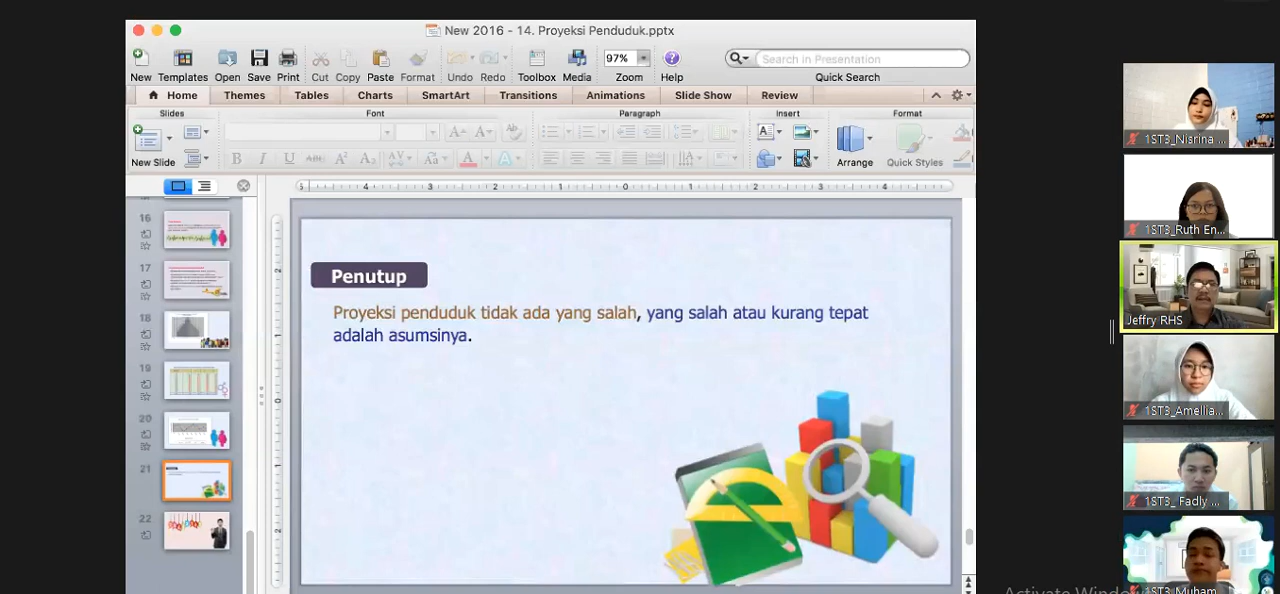 New 2016 - 14. Proyeksi Penduduk.pptx
New Templates Open Save Print Cut Copy Paste Format Undo Redo Toolbox Media Zoom Help
97%
Search in Presentation
Quick Search
Home Themes Tables Charts SmartArt Transitions Animations Slide Show Review
Slides Font Paragraph Insert Format
New Slide
Arrange Quick Styles
16
17
18
19
20
21
22
Penutup
Proyeksi penduduk tidak ada yang salah, yang salah atau kurang tepat
adalah asumsinya.
1ST3_Nisrina ...
1ST3_Ruth En...
Jeffry RHS
1ST3_Amellia...
1ST3_ Fadly ...
1ST3_Muham...